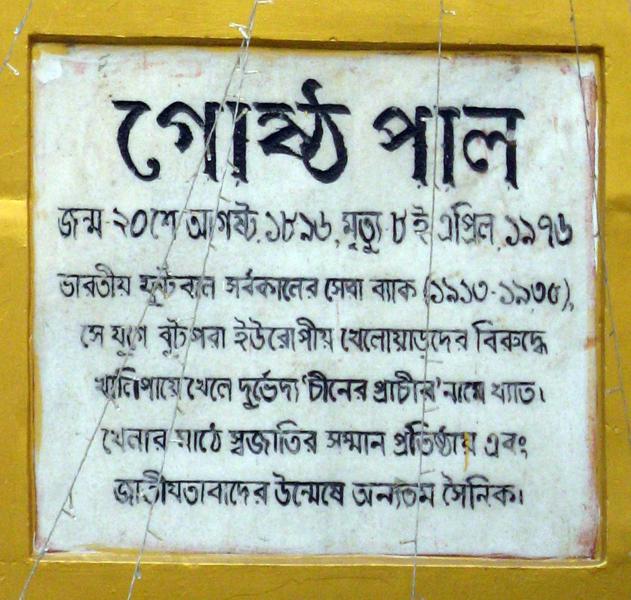 গোষ্ঠ পাল
জন্ম-২০শে আগষ্ট, ১৮৯৬, মৃত্যু ৮ই এপ্রিল, ১৯৭৬
ভারতীয় ফুটবল সর্বকালের সেরা ব্যাক (১৯১৩-১৯৩৫),
সে যুগে বুটপরা ইউরোপীয় খেলোয়াড়দের বিরুদ্ধে
খালিপায়ে খেলে দুর্ভেদ্য 'চীনের প্রাচীর' নামে খ্যাত।
খেলার মাঠে স্বজাতির সম্মান প্রতিষ্ঠায় এবং
জাতীয়তাবাদের উন্মেষে অন্যতম সৈনিক।